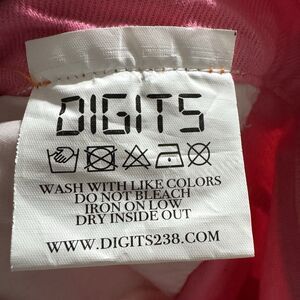 DIGITS
WASH WITH LIKE COLORS
DO NOT BLEACH
IRON ON LOW
DRY INSIDE OUT
WWW.DIGITS238.COM